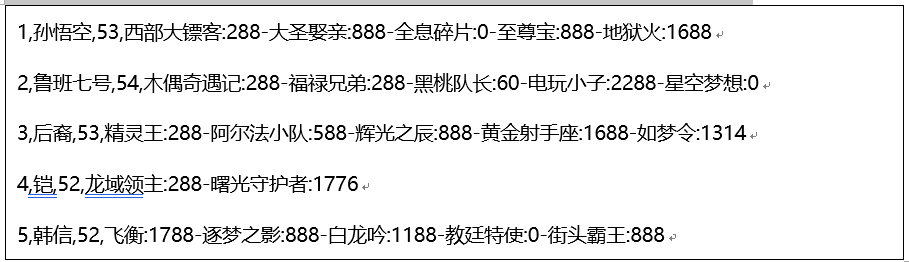 1,孙悟空,53,西部大镖客:288-大圣娶亲:888-全息碎片:0-至尊宝:888-地狱火:1688
2,鲁班七号,54,木偶奇遇记:288-福禄兄弟:288-黑桃队长:60-电玩小子:2288-星空梦想:0
3,后裔,53,精灵王:288-阿尔法小队:588-辉光之辰:888-黄金射手座:1688-如梦令:1314
4,铠,52,龙域领主:288-曙光守护者:1776
5,韩信,52,飞衡:1788-逐梦之影:888-白龙吟:1188-教廷特使:0-街头霸王:888